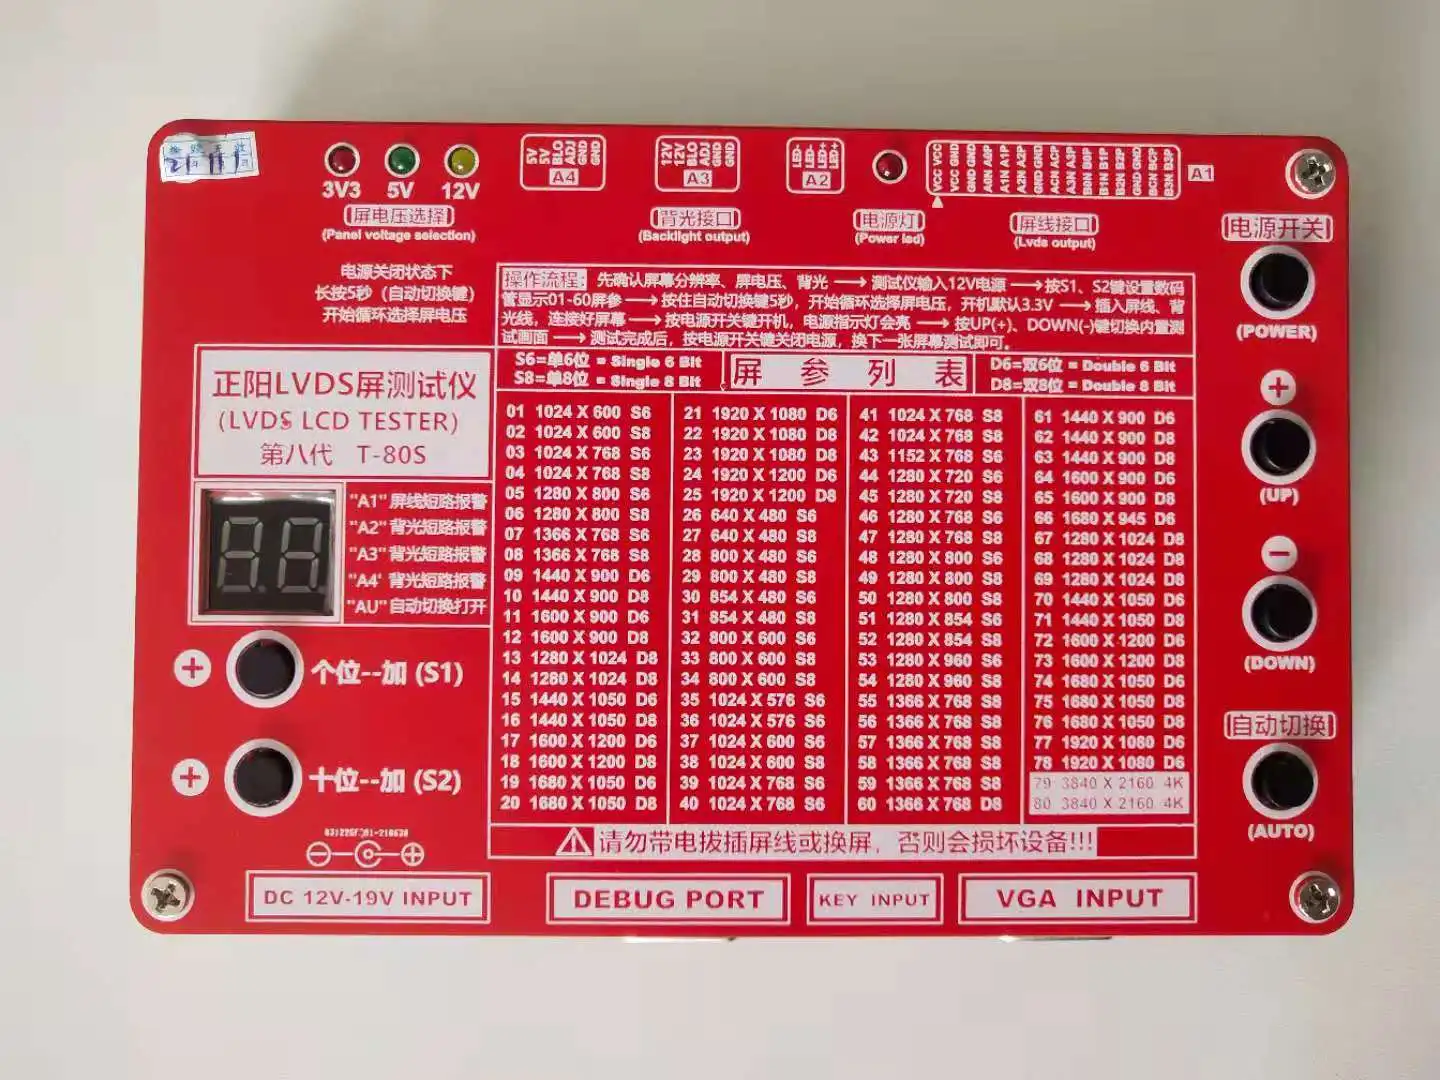 3V3 5V 12V
屏电压选择
(Panel voltage selection)
5V 5V BLO ADJ GND GND
A4
12V 12V BLO ADJ GND GND
A3
背光接口
(Backlight output)
LED- LED- LED+ LED+
A2
电源灯
(Power led)
VCC VCC
VCC GND
GND GND
A0N A0P
A1N A1P
A2N A2P
GND GND
ACN ACP
A3N A3P
B0N B0P
B1N B1P
B2N B2P
GND GND
BCN BCP
B3N B3P
A1
屏线接口
(Lvds output)
电源开关
(POWER)
+
(UP)
−
(DOWN)
自动切换
(AUTO)
电源关闭状态下
长按5秒（自动切换键）
开始循环选择屏电压
操作流程： 先确认屏幕分辨率、屏电压、背光 → 测试仪输入12V电源 → 按S1、S2键设置数码
管显示01-60屏参 → 按住自动切换键5秒，开始循环选择屏电压，开机默认3.3V → 插入屏线、背
光线，连接好屏幕 → 按电源开关键开机，电源指示灯会亮 → 按UP(+)、DOWN(-)键切换内置测
试画面 → 测试完成后，按电源开关键关闭电源，换下一张屏幕测试即可。
S6=单6位 = Single 6 Bit
S8=单8位 = Single 8 Bit
屏 参 列 表
D6=双6位 = Double 6 Bit
D8=双8位 = Double 8 Bit
正阳LVDS屏测试仪
(LVDS LCD TESTER)
第八代 T-80S
"A1" 屏线短路报警
"A2" 背光短路报警
"A3" 背光短路报警
"A4" 背光短路报警
"AU" 自动切换打开
+ 个位--加 (S1)
+ 十位--加 (S2)
01 1024 X 600 S6
02 1024 X 600 S8
03 1024 X 768 S6
04 1024 X 768 S8
05 1280 X 800 S6
06 1280 X 800 S8
07 1366 X 768 S6
08 1366 X 768 S8
09 1440 X 900 D6
10 1440 X 900 D8
11 1600 X 900 D6
12 1600 X 900 D8
13 1280 X 1024 D8
14 1280 X 1024 D8
15 1440 X 1050 D6
16 1440 X 1050 D8
17 1600 X 1200 D6
18 1600 X 1200 D8
19 1680 X 1050 D6
20 1680 X 1050 D8
21 1920 X 1080 D6
22 1920 X 1080 D8
23 1920 X 1080 D8
24 1920 X 1200 D6
25 1920 X 1200 D8
26 640 X 480 S6
27 640 X 480 S8
28 800 X 480 S6
29 800 X 480 S8
30 854 X 480 S6
31 854 X 480 S8
32 800 X 600 S6
33 800 X 600 S8
34 800 X 600 S8
35 1024 X 576 S6
36 1024 X 576 S6
37 1024 X 600 S6
38 1024 X 600 S8
39 1024 X 768 S6
40 1024 X 768 S6
41 1024 X 768 S8
42 1024 X 768 S8
43 1152 X 768 S6
44 1280 X 720 S6
45 1280 X 720 S8
46 1280 X 768 S6
47 1280 X 768 S8
48 1280 X 800 S6
49 1280 X 800 S8
50 1280 X 800 S8
51 1280 X 854 S6
52 1280 X 854 S8
53 1280 X 960 S6
54 1280 X 960 S8
55 1366 X 768 S8
56 1366 X 768 S8
57 1366 X 768 S8
58 1366 X 768 S8
59 1366 X 768 S8
60 1366 X 768 D8
61 1440 X 900 D6
62 1440 X 900 D8
63 1440 X 900 D8
64 1600 X 900 D6
65 1600 X 900 D8
66 1680 X 945 D6
67 1280 X 1024 D8
68 1280 X 1024 D8
69 1280 X 1024 D8
70 1440 X 1050 D6
71 1440 X 1050 D8
72 1600 X 1200 D6
73 1600 X 1200 D8
74 1680 X 1050 D6
75 1680 X 1050 D8
76 1680 X 1050 D8
77 1920 X 1080 D6
78 1920 X 1080 D6
79 3840 X 2160 4K
80 3840 X 2160 4K
请勿带电拔插屏线或换屏，否则会损坏设备!!!
DC 12V-19V INPUT
DEBUG PORT
KEY INPUT
VGA INPUT